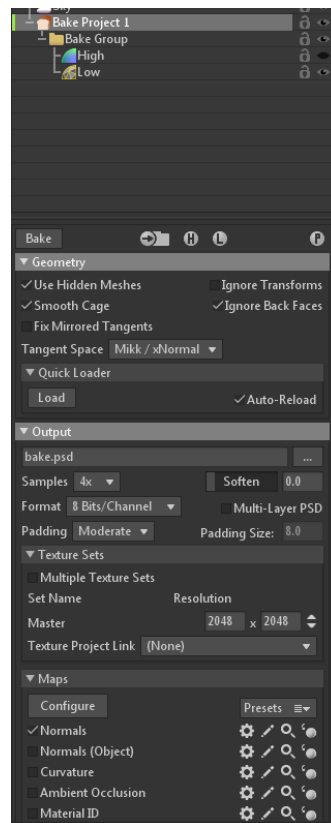 Sky
Bake Project 1
Bake Group
High
Low
Bake
H
L
P
Geometry
Use Hidden Meshes Ignore Transforms
Smooth Cage Ignore Back Faces
Fix Mirrored Tangents
Tangent Space Mikk / xNormal
Quick Loader
Load Auto-Reload
Output
bake.psd ...
Samples 4x Soften 0.0
Format 8 Bits/Channel Multi-Layer PSD
Padding Moderate Padding Size: 8.0
Texture Sets
Multiple Texture Sets
Set Name Resolution
Master 2048 x 2048
Texture Project Link (None)
Maps
Configure Presets
Normals
Normals (Object)
Curvature
Ambient Occlusion
Material ID